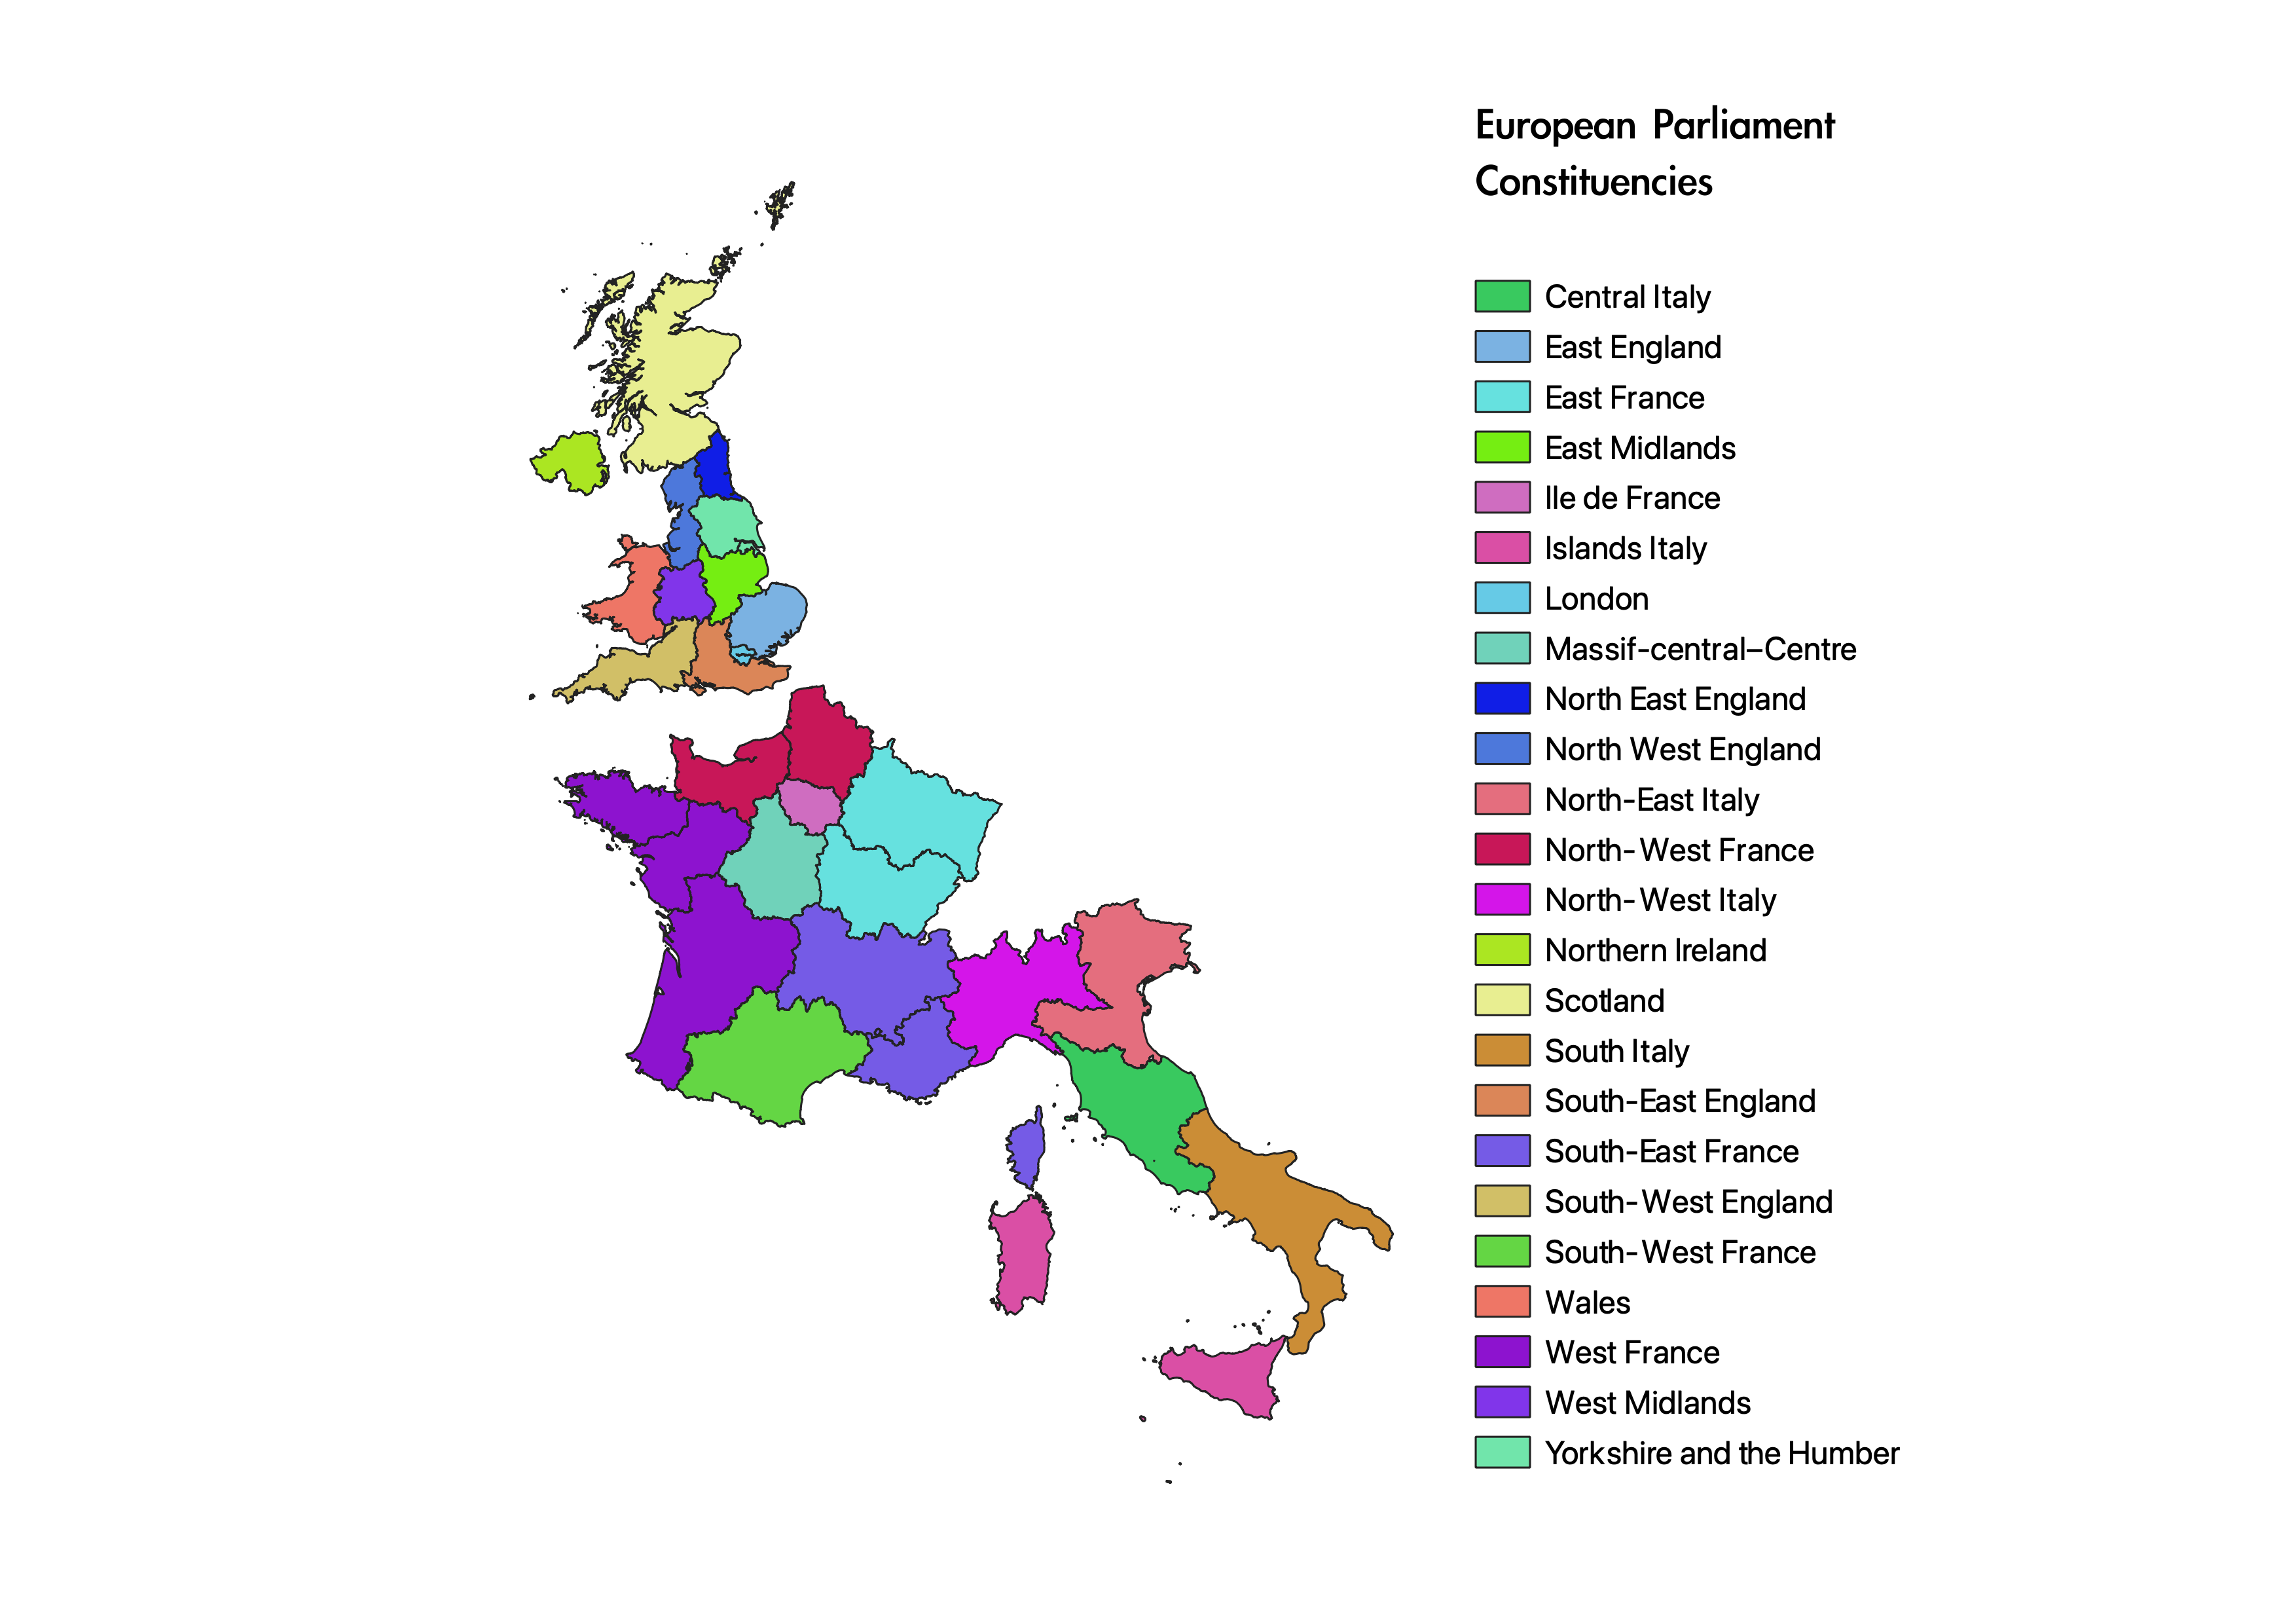 European Parliament
Constituencies
Central Italy
East England
East France
East Midlands
Ile de France
Islands Italy
London
Massif-central–Centre
North East England
North West England
North-East Italy
North-West France
North-West Italy
Northern Ireland
Scotland
South Italy
South-East England
South-East France
South-West England
South-West France
Wales
West France
West Midlands
Yorkshire and the Humber